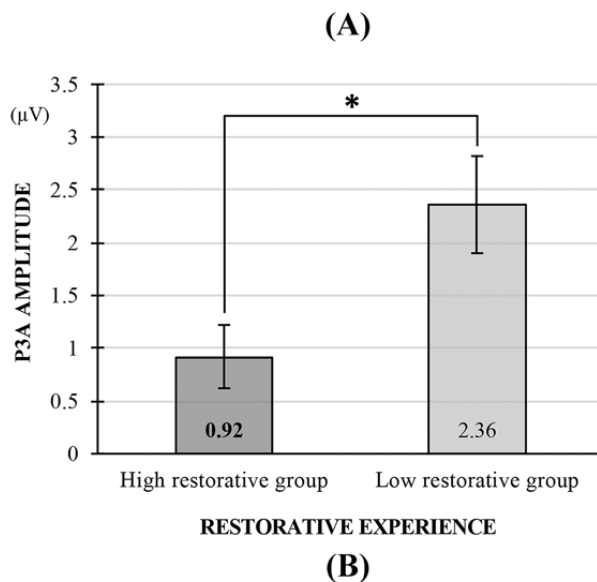 (A)
3.5
(µV)
3
*
2.5
2
1.5
1
0.5
0
P3A AMPLITUDE
0.92
2.36
High restorative group
Low restorative group
RESTORATIVE EXPERIENCE
(B)